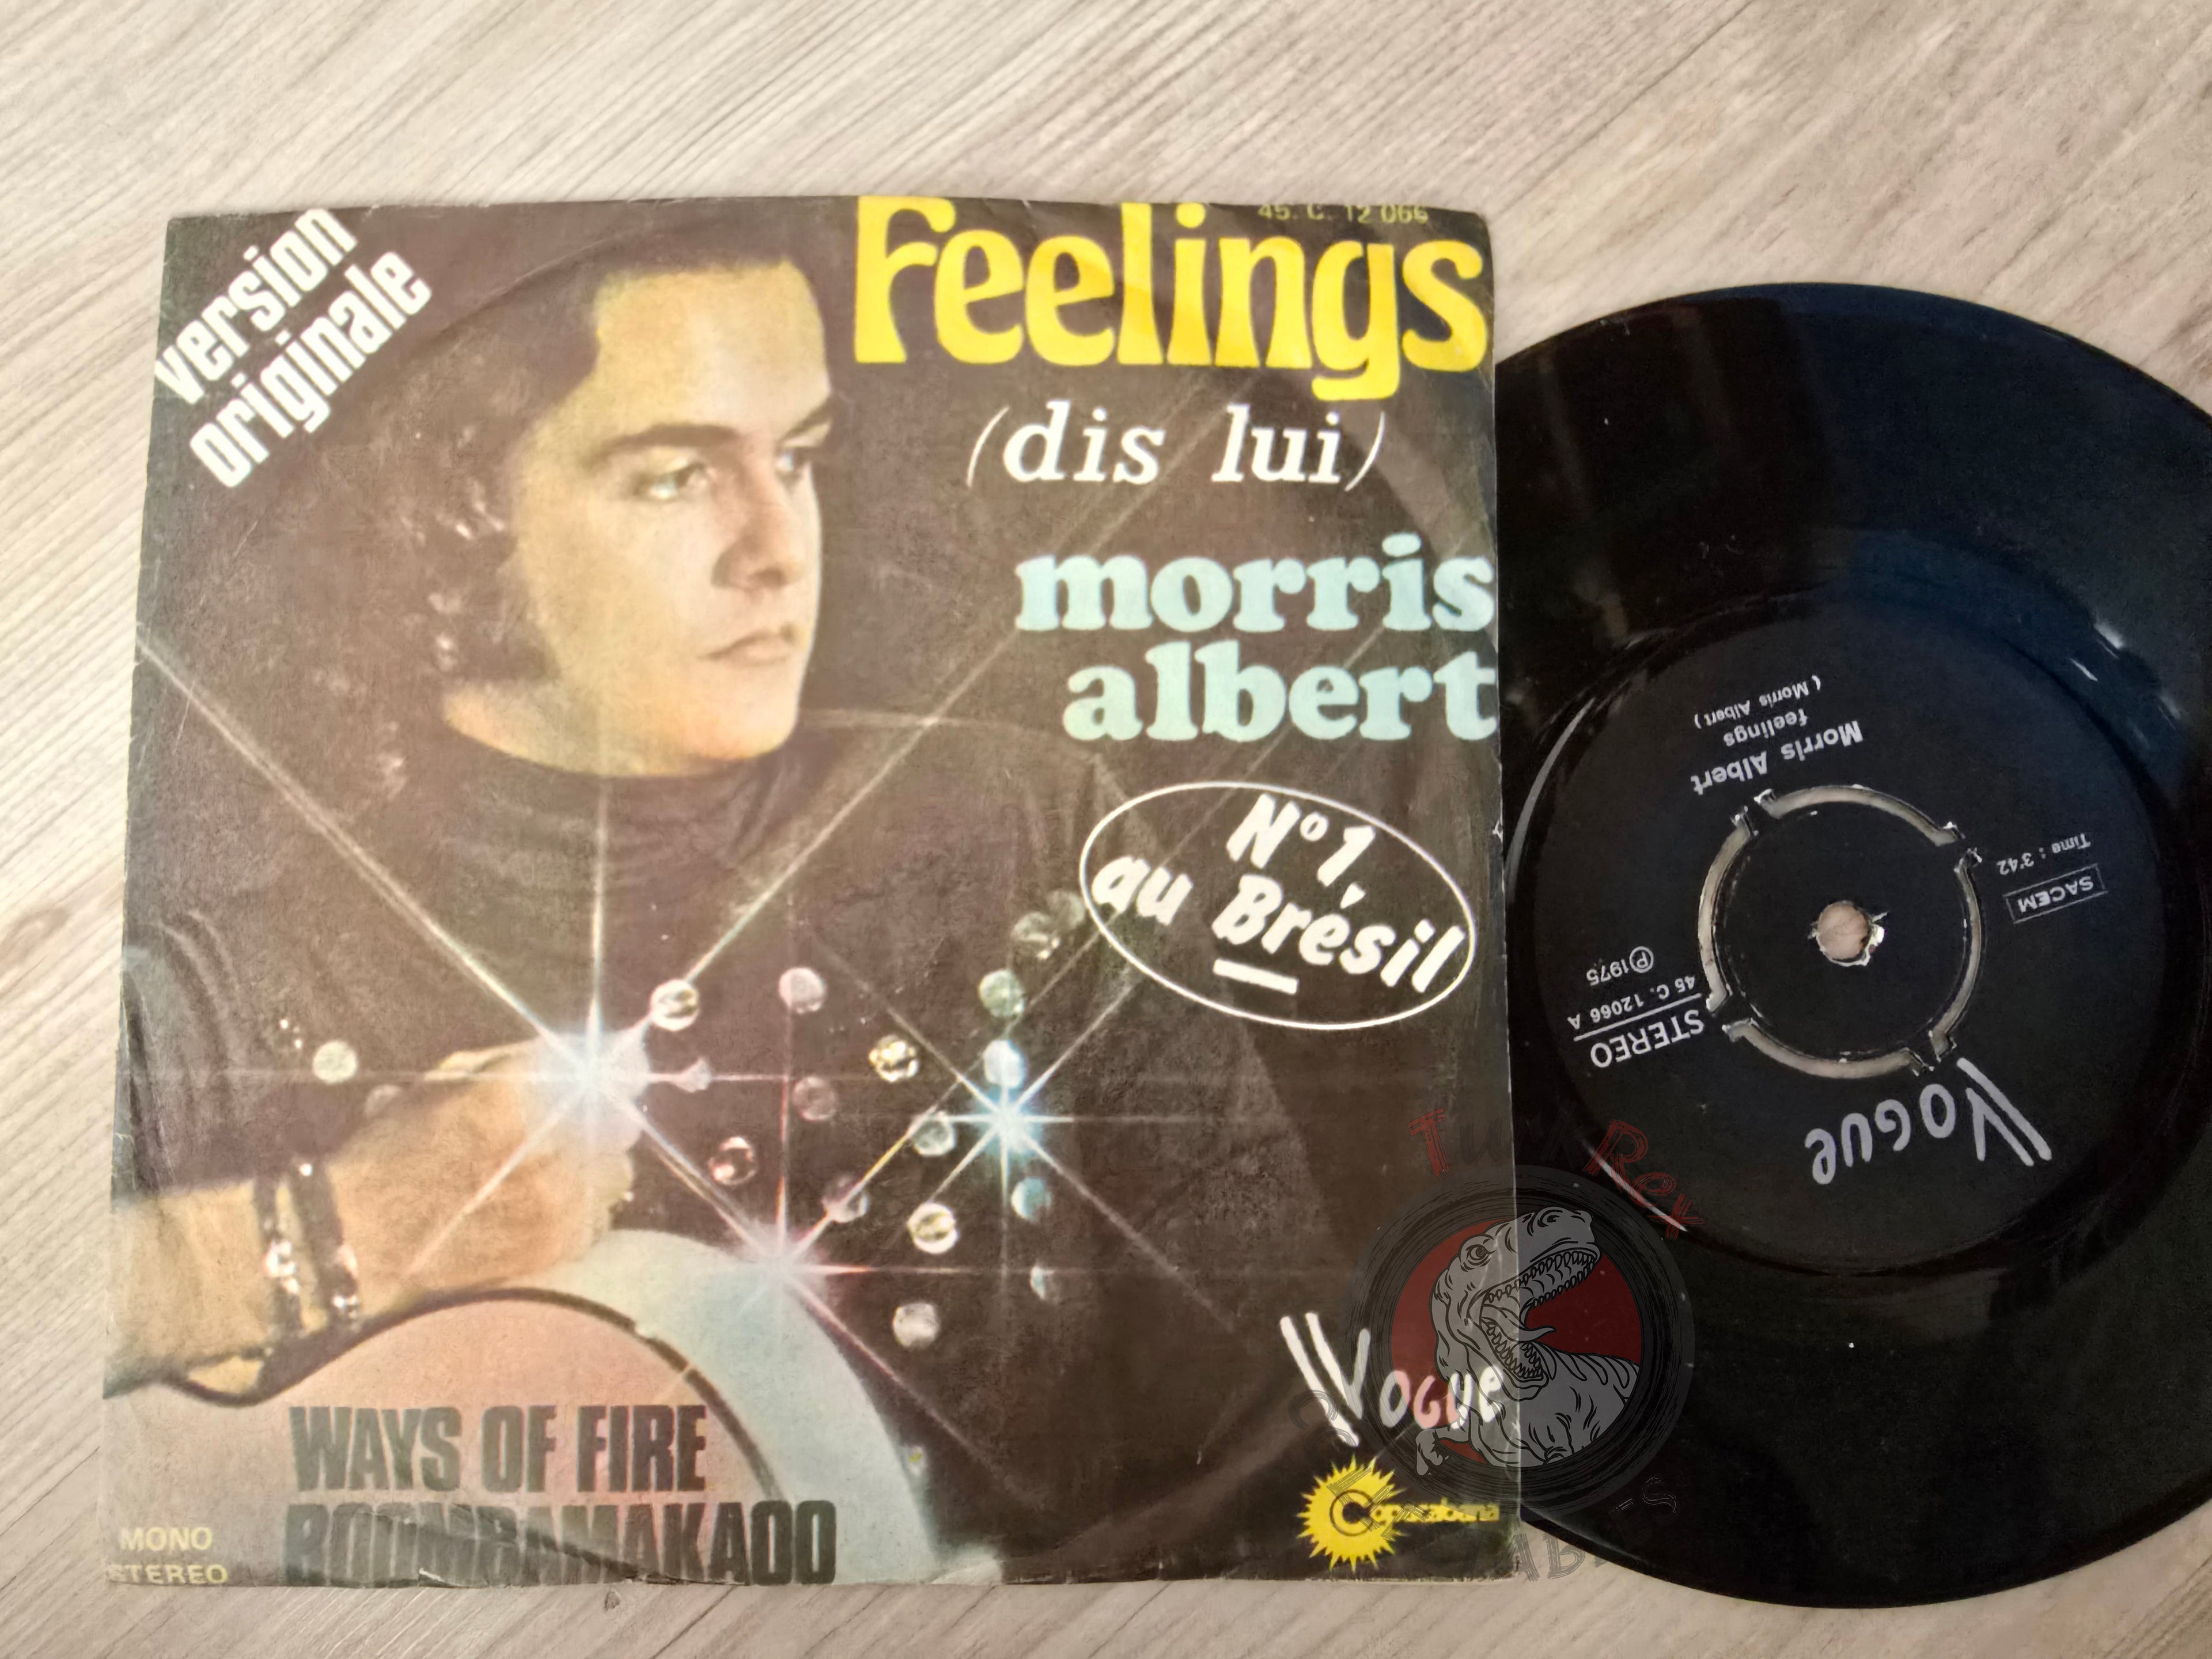 version
originale
Feelings
45. C. 12 066
(dis lui)
morris
albert
N° 1,
au Brésil
Vogue
Copacabana
WAYS OF FIRE
BOOMBAMAKAOO
MONO
STEREO
Vogue
STEREO
45 C. 12066 A
℗1975
SACEM
Time : 3'42
Morris Albert
feelings
( Morris Albert )